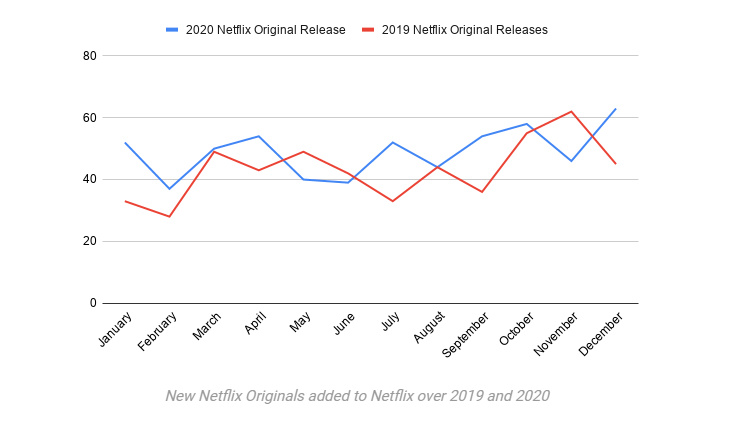 2020 Netflix Original Release 2019 Netflix Original Releases
80
60
40
20
0
January February March April May June July August September October November December
New Netflix Originals added to Netflix over 2019 and 2020